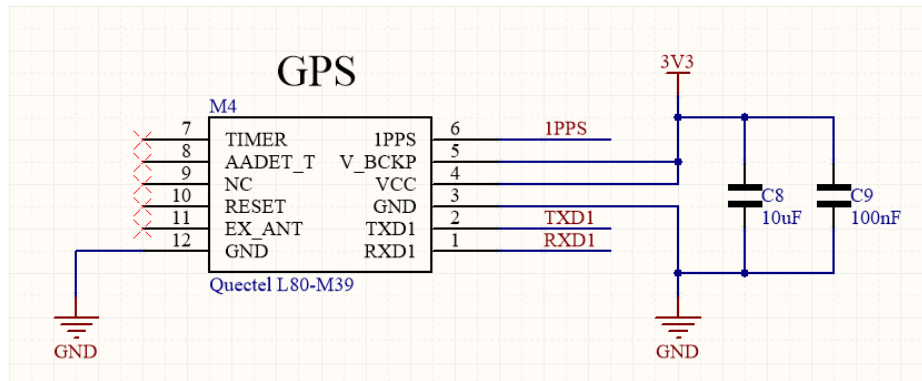 GPS
3V3
M4
7 TIMER 1PPS 6 1PPS
8 AADET_T V_BCKP 5
9 NC VCC 4
10 RESET GND 3
11 EX_ANT TXD1 2 TXD1
12 GND RXD1 1 RXD1
C8 C9
10uF 100nF
Quectel L80-M39
GND GND